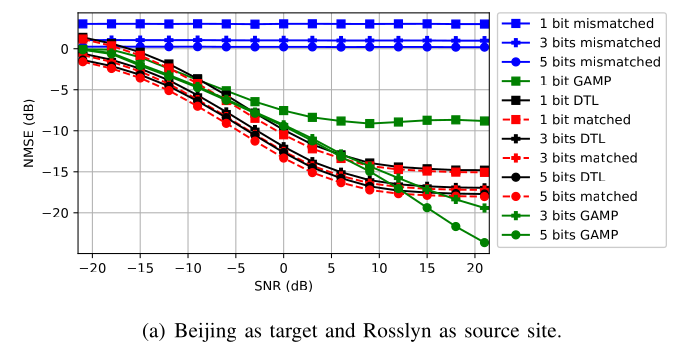 0
−5
−10
−15
−20
NMSE (dB)
−20 −15 −10 −5 0 5 10 15 20
SNR (dB)
1 bit mismatched
3 bits mismatched
5 bits mismatched
1 bit GAMP
1 bit DTL
1 bit matched
3 bits DTL
3 bits matched
5 bits DTL
5 bits matched
3 bits GAMP
5 bits GAMP
(a) Beijing as target and Rosslyn as source site.